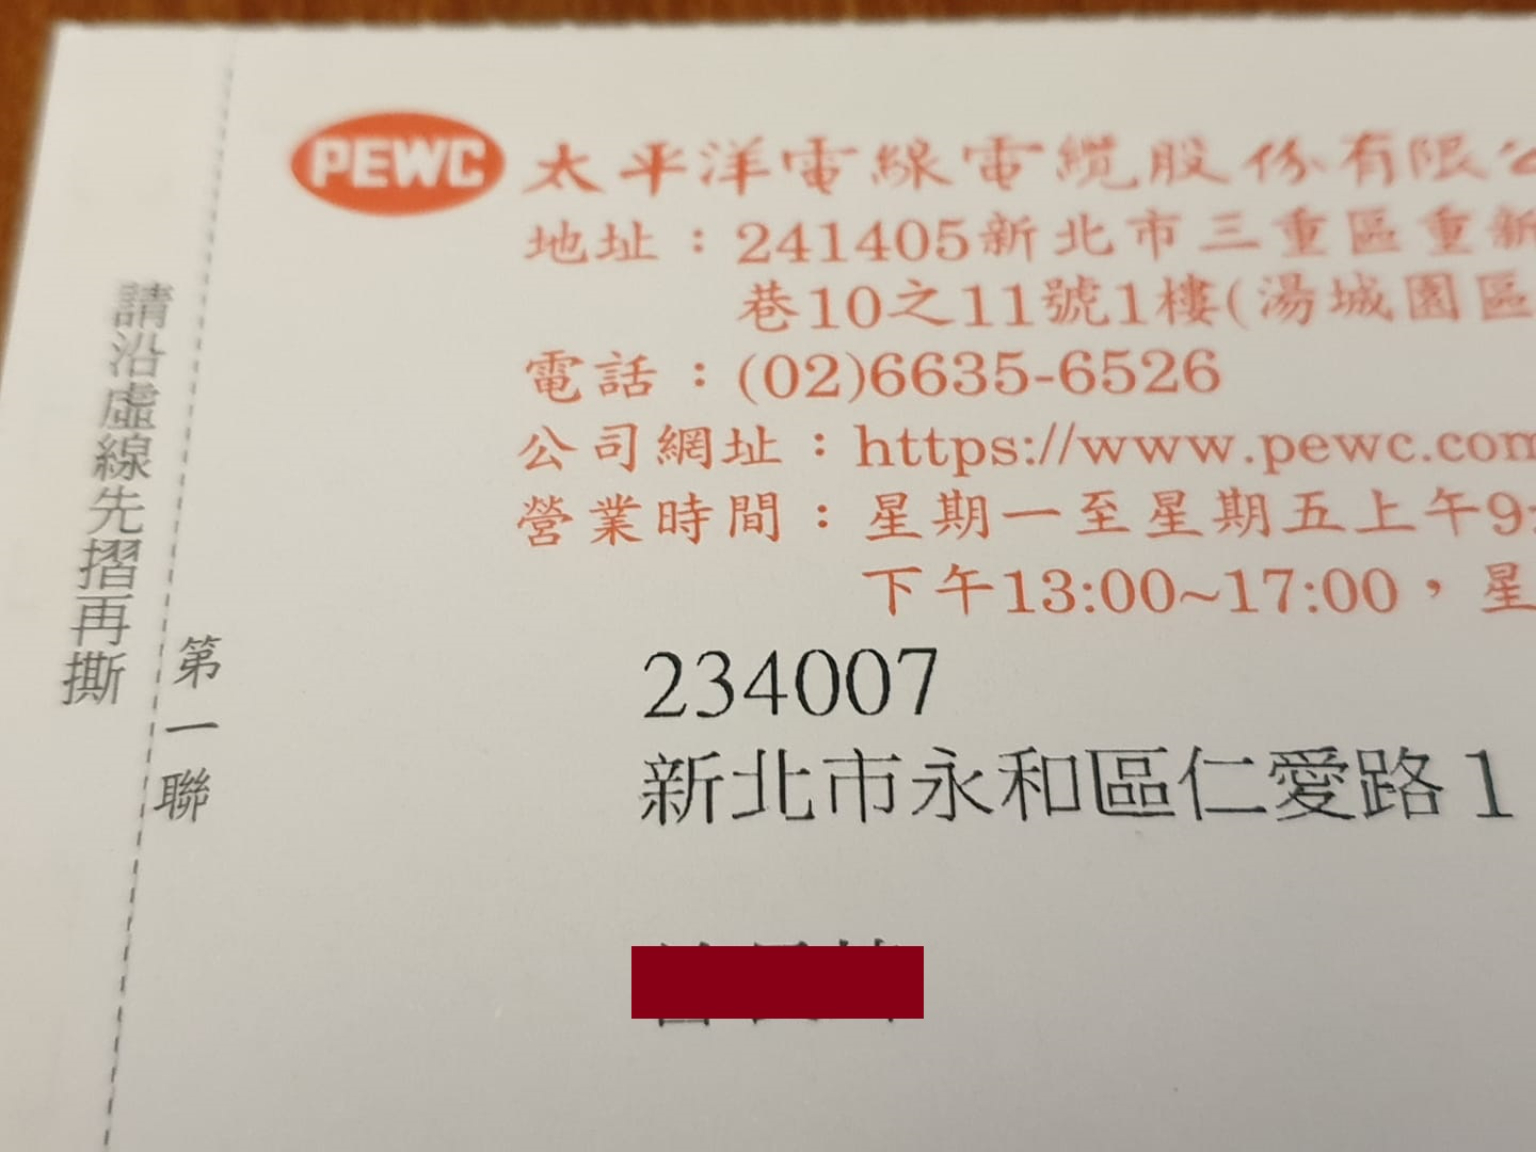 PEWC 太平洋電線電纜股份有限公
地址：241405新北市三重區重新
巷10之11號1樓(湯城園區
電話：(02)6635-6526
公司網址：https://www.pewc.com
營業時間：星期一至星期五上午9:
下午13:00~17:00，星
請沿虛線先摺再撕
第一聯
234007
新北市永和區仁愛路1